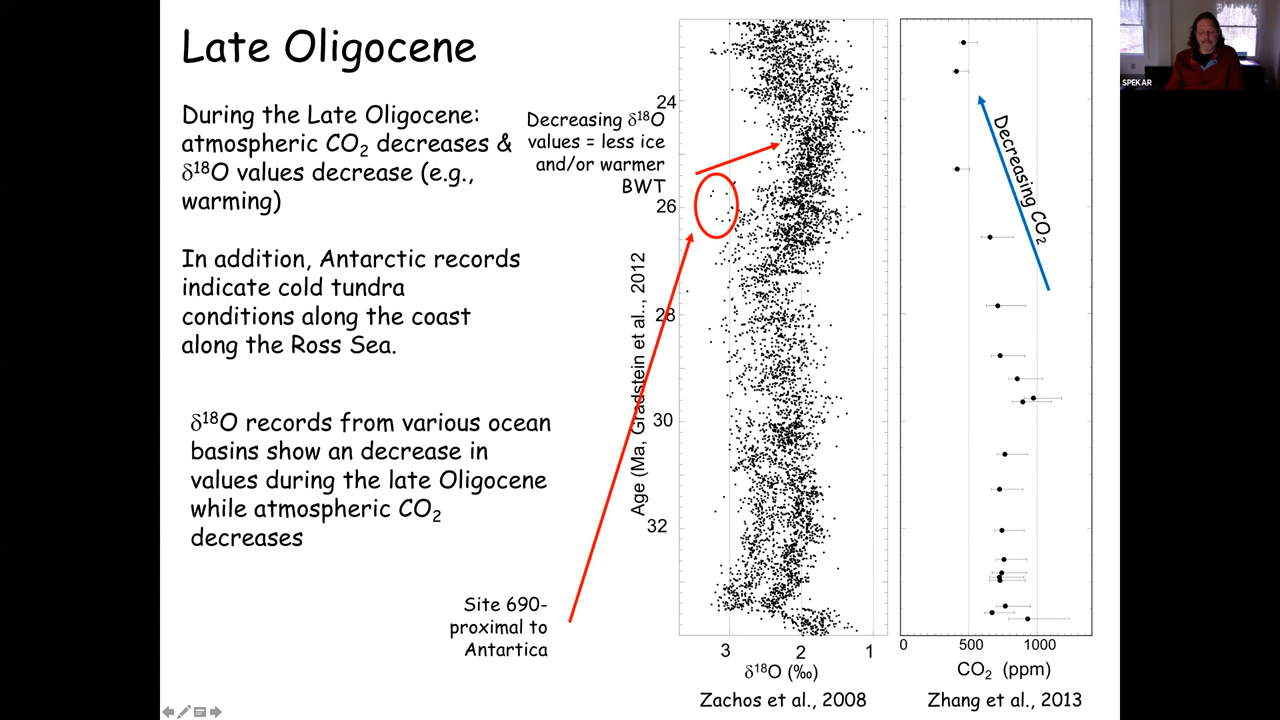 Late Oligocene
During the Late Oligocene:
atmospheric CO₂ decreases &
δ¹⁸O values decrease (e.g.,
warming)
In addition, Antarctic records
indicate cold tundra
conditions along the coast
along the Ross Sea.
δ¹⁸O records from various ocean
basins show an decrease in
values during the late Oligocene
while atmospheric CO₂
decreases
Site 690-
proximal to
Antartica
Decreasing δ¹⁸O
values = less ice
and/or warmer
BWT
Age (Ma, Gradstein et al.., 2012
24
26
28
30
32
3 2 1
δ¹⁸O (‰)
Zachos et al., 2008
Decreasing CO₂
0 500 1000
CO₂ (ppm)
Zhang et al., 2013
SPEKAR